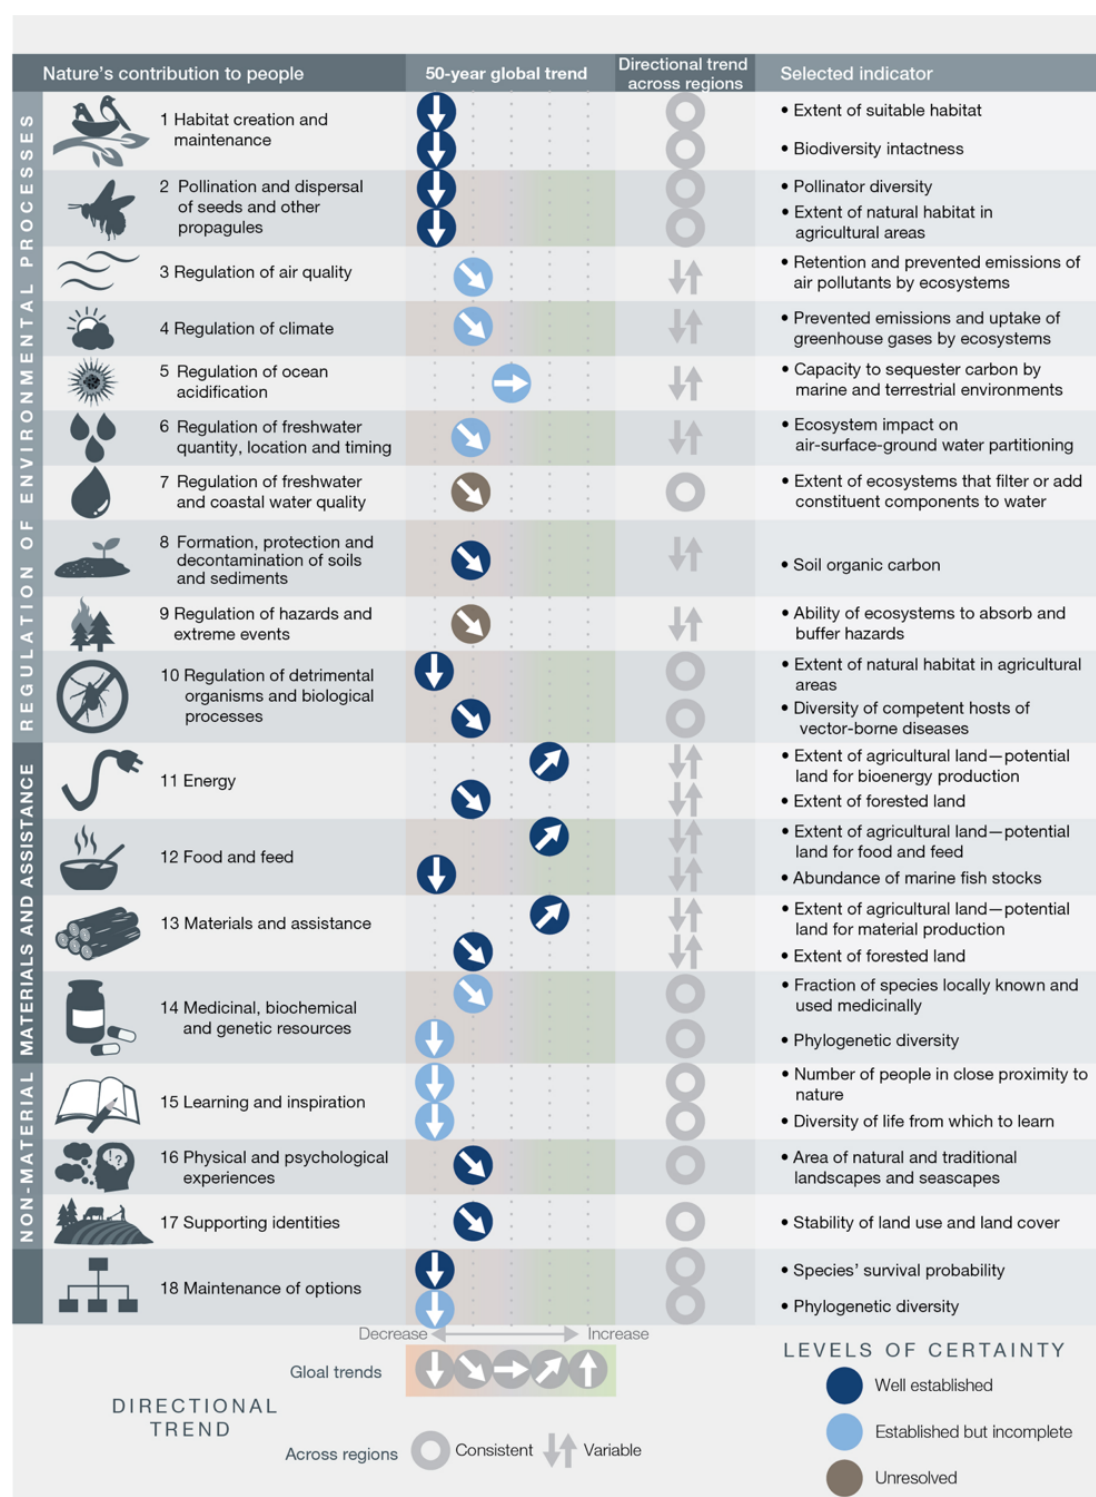 Nature's contribution to people
50-year global trend
Directional trend
across regions
Selected indicator
REGULATION OF ENVIRONMENTAL PROCESSES
1 Habitat creation and
maintenance
• Extent of suitable habitat
• Biodiversity intactness
2 Pollination and dispersal
of seeds and other
propagules
• Pollinator diversity
• Extent of natural habitat in
agricultural areas
3 Regulation of air quality
• Retention and prevented emissions of
air pollutants by ecosystems
4 Regulation of climate
• Prevented emissions and uptake of
greenhouse gases by ecosystems
5 Regulation of ocean
acidification
• Capacity to sequester carbon by
marine and terrestrial environments
6 Regulation of freshwater
quantity, location and timing
• Ecosystem impact on
air-surface-ground water partitioning
7 Regulation of freshwater
and coastal water quality
• Extent of ecosystems that filter or add
constituent components to water
8 Formation, protection and
decontamination of soils
and sediments
• Soil organic carbon
9 Regulation of hazards and
extreme events
• Ability of ecosystems to absorb and
buffer hazards
10 Regulation of detrimental
organisms and biological
processes
• Extent of natural habitat in agricultural
areas
• Diversity of competent hosts of
vector-borne diseases
MATERIALS AND ASSISTANCE
11 Energy
• Extent of agricultural land—potential
land for bioenergy production
• Extent of forested land
12 Food and feed
• Extent of agricultural land—potential
land for food and feed
• Abundance of marine fish stocks
13 Materials and assistance
• Extent of agricultural land—potential
land for material production
• Extent of forested land
14 Medicinal, biochemical
and genetic resources
• Fraction of species locally known and
used medicinally
• Phylogenetic diversity
NON-MATERIAL
15 Learning and inspiration
• Number of people in close proximity to
nature
• Diversity of life from which to learn
16 Physical and psychological
experiences
!?
• Area of natural and traditional
landscapes and seascapes
17 Supporting identities
• Stability of land use and land cover
18 Maintenance of options
• Species' survival probability
• Phylogenetic diversity
Decrease
Increase
Gloal trends
DIRECTIONAL
TREND
Across regions
Consistent
Variable
LEVELS OF CERTAINTY
Well established
Established but incomplete
Unresolved